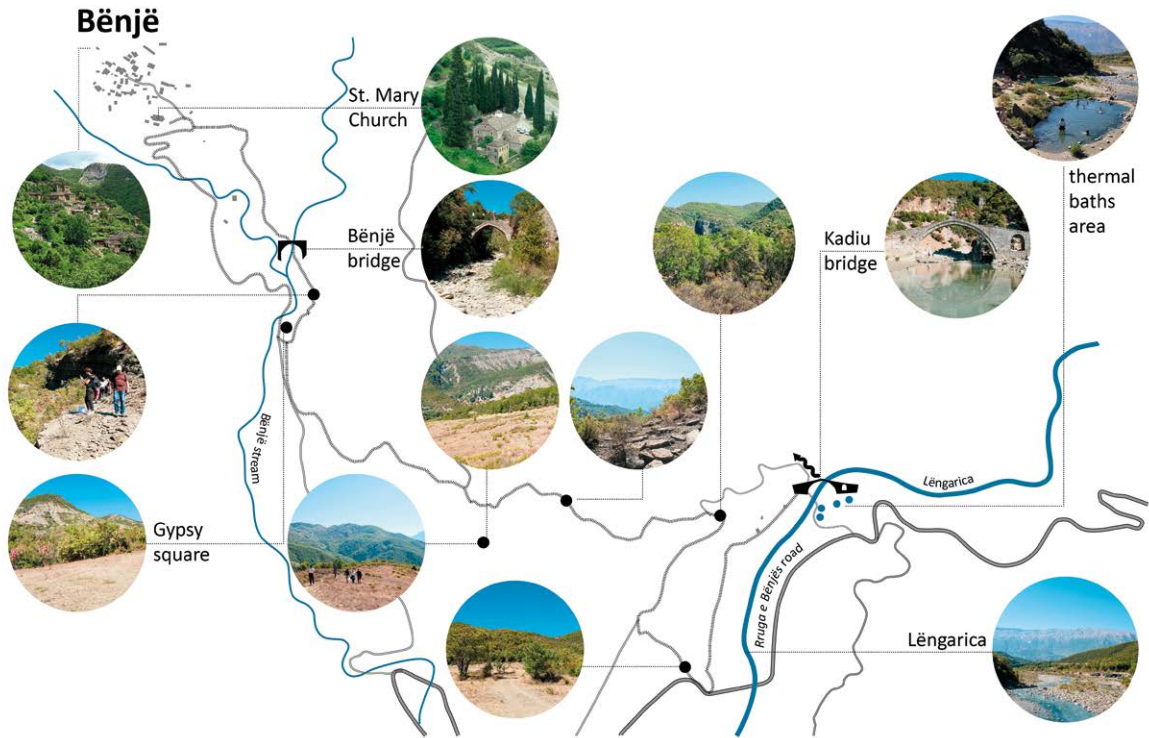 Bënjë
St. Mary
Church
Bënjë
bridge
Kadiu
bridge
thermal
baths
area
Bënjë stream
Lëngarica
Gypsy
square
Rruga e Bënjës road
Lëngarica